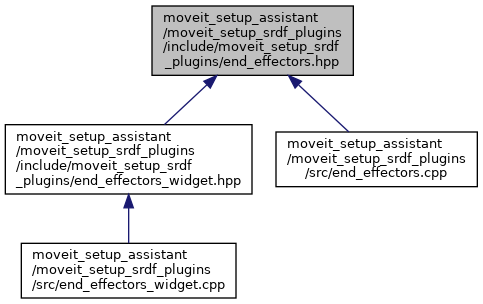 moveit_setup_assistant
/moveit_setup_srdf_plugins
/include/moveit_setup_srdf
_plugins/end_effectors.hpp
moveit_setup_assistant
/moveit_setup_srdf_plugins
/include/moveit_setup_srdf
_plugins/end_effectors_widget.hpp
moveit_setup_assistant
/moveit_setup_srdf_plugins
/src/end_effectors.cpp
moveit_setup_assistant
/moveit_setup_srdf_plugins
/src/end_effectors_widget.cpp